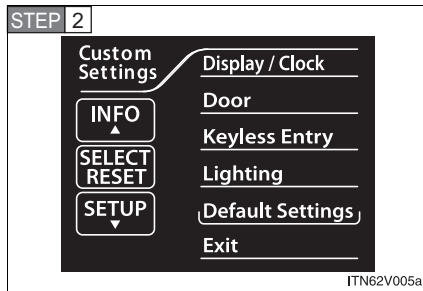 STEP 2
Custom
Settings
INFO
▲
SELECT
RESET
SETUP
▼
Display / Clock
Door
Keyless Entry
Lighting
Default Settings
Exit
ITN62V005a